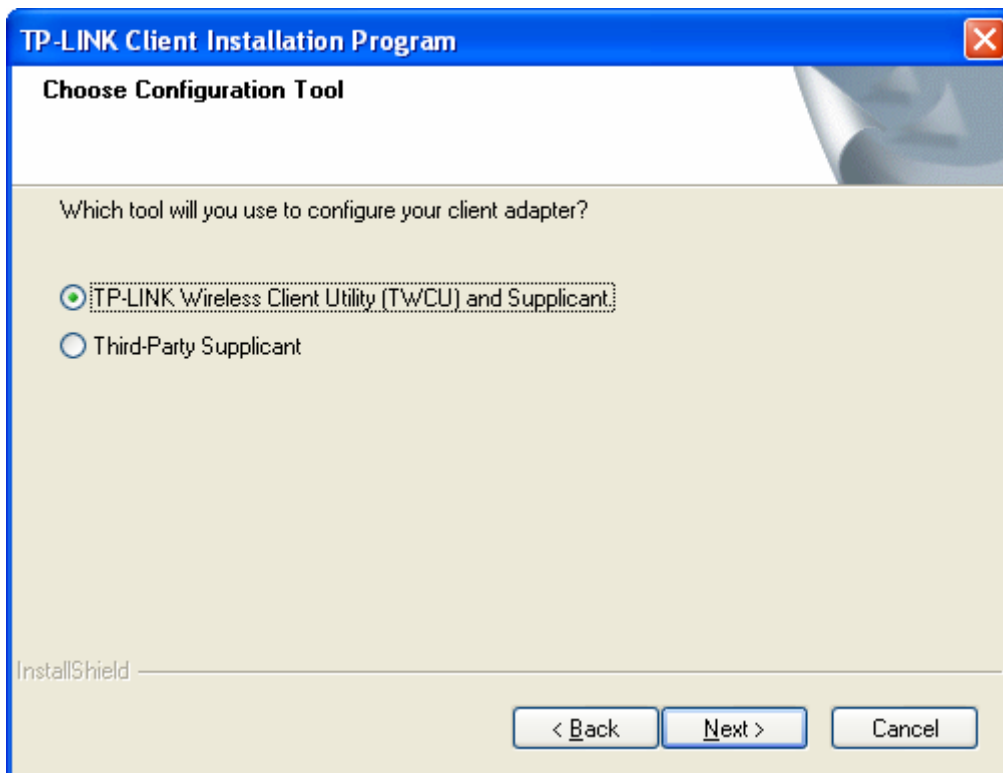 TP-LINK Client Installation Program
Choose Configuration Tool
Which tool will you use to configure your client adapter?
TP-LINK Wireless Client Utility (TWCU) and Supplicant.
Third-Party Supplicant
InstallShield
< Back
Next >
Cancel